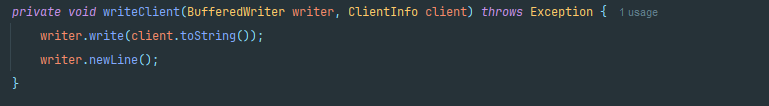 private void writeClient(BufferedWriter writer, ClientInfo client) throws Exception { 1 usage
    writer.write(client.toString());
    writer.newLine();
}